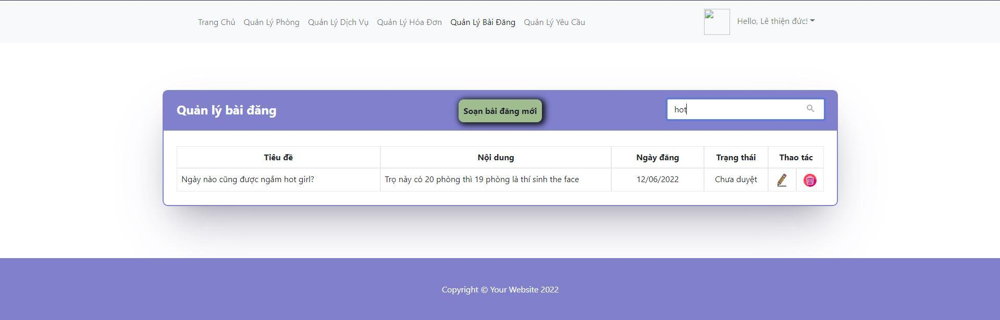 Trang Chủ Quản Lý Phòng Quản Lý Dịch Vụ Quản Lý Hóa Đơn Quản Lý Bài Đăng Quản Lý Yêu Cầu Hello, Lê thiện đức!
Quản lý bài đăng Soạn bài đăng mới hot
Tiêu đề Nội dung Ngày đăng Trạng thái Thao tác
Ngày nào cũng được ngắm hot girl? Trọ này có 20 phòng thì 19 phòng là thí sinh the face 12/06/2022 Chưa duyệt
Copyright © Your Website 2022